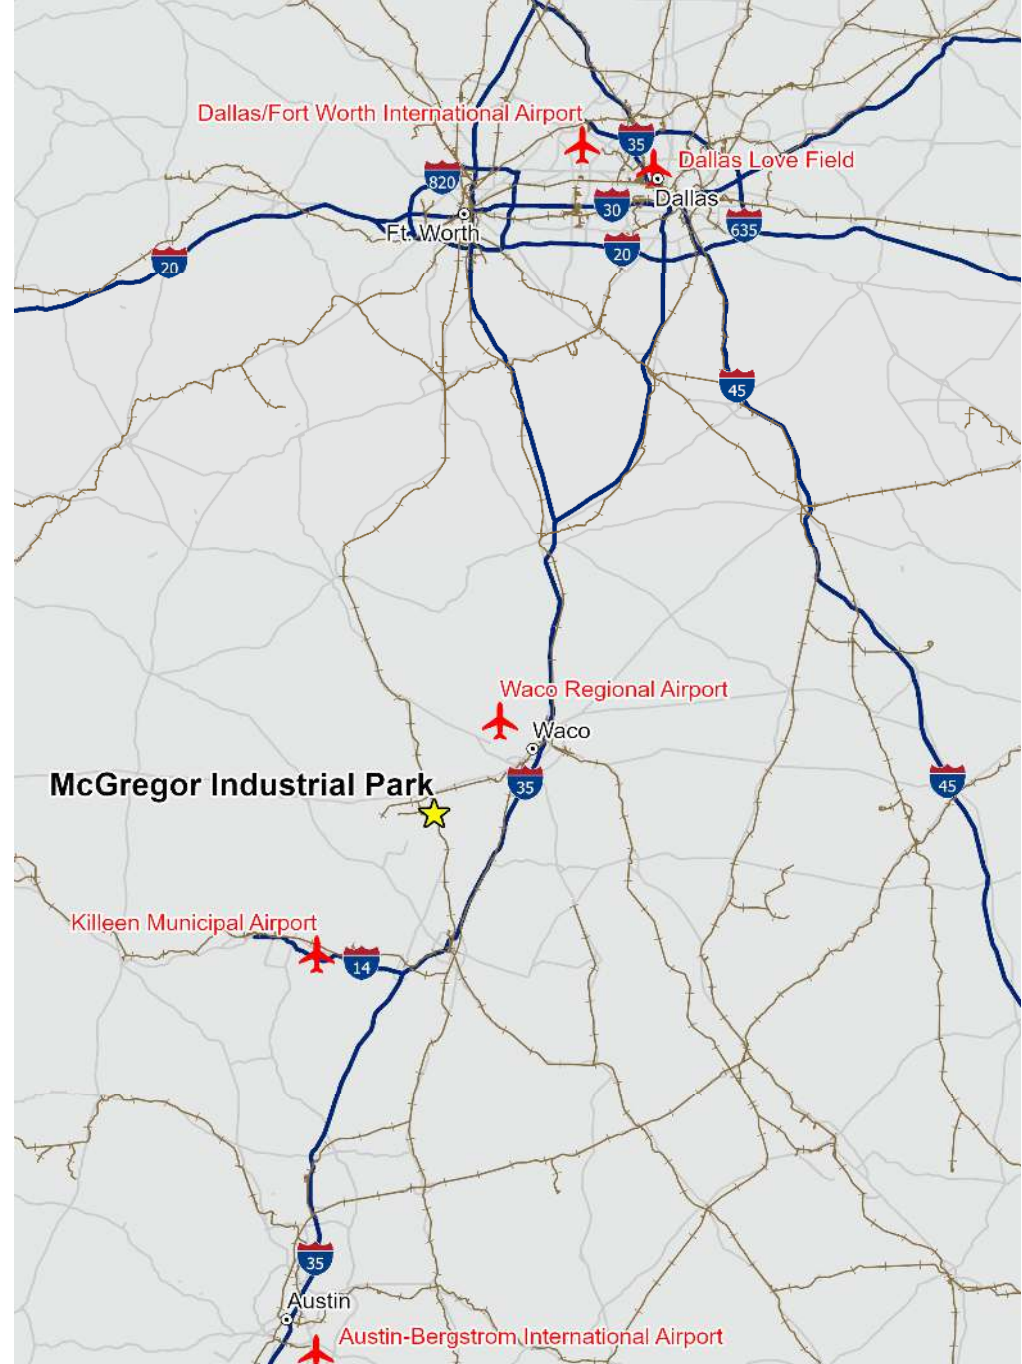 Dallas/Fort Worth International Airport
35
Dallas Love Field
820
Dallas
30
Ft. Worth
635
20
20
45
Waco Regional Airport
Waco
McGregor Industrial Park
35
45
Killeen Municipal Airport
14
35
Austin
Austin-Bergstrom International Airport